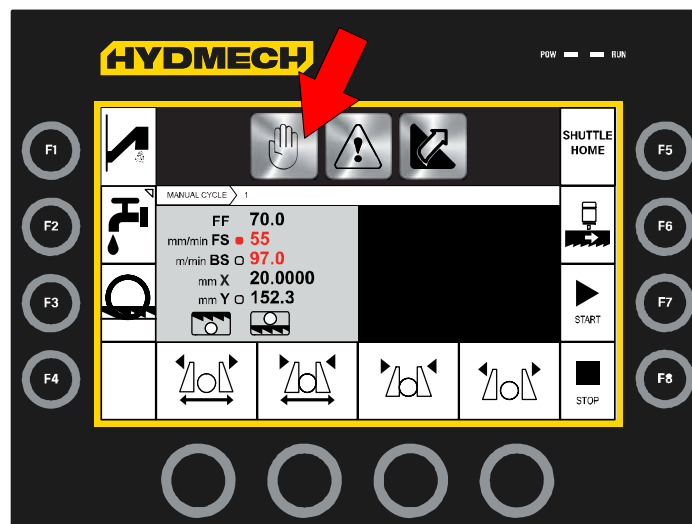 HYDMECH
POW RUN
F1
F2
F3
F4
SHUTTLE
HOME
MANUAL CYCLE 1
FF 70.0
mm/min FS 55
m/min BS 97.0
mm X 20.0000
mm Y 152.3
START
STOP
F5
F6
F7
F8